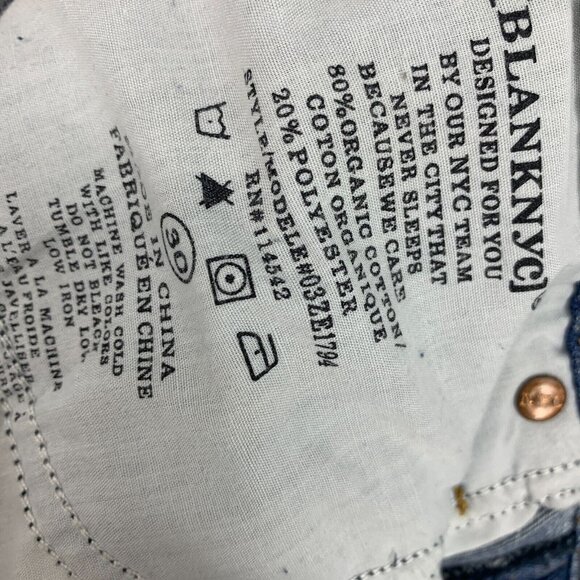 [BLANKNYC]
DESIGNED FOR YOU
BY OUR NYC TEAM
IN THE CITY THAT
NEVER SLEEPS
BECAUSE WE CARE
80%ORGANIC COTTON/
COTON ORGANIQUE
20%POLYESTER
STYLE/MODELE#03ZE1794
RN#114542
30
MADE IN CHINA
FABRIQUE EN CHINE
MACHINE WASH COLD
WITH LIKE COLORS
DO NOT BLEACH
TUMBLE DRY LOW
LOW IRON
LAVER A LA MACHINE
A L'EAU FROIDE